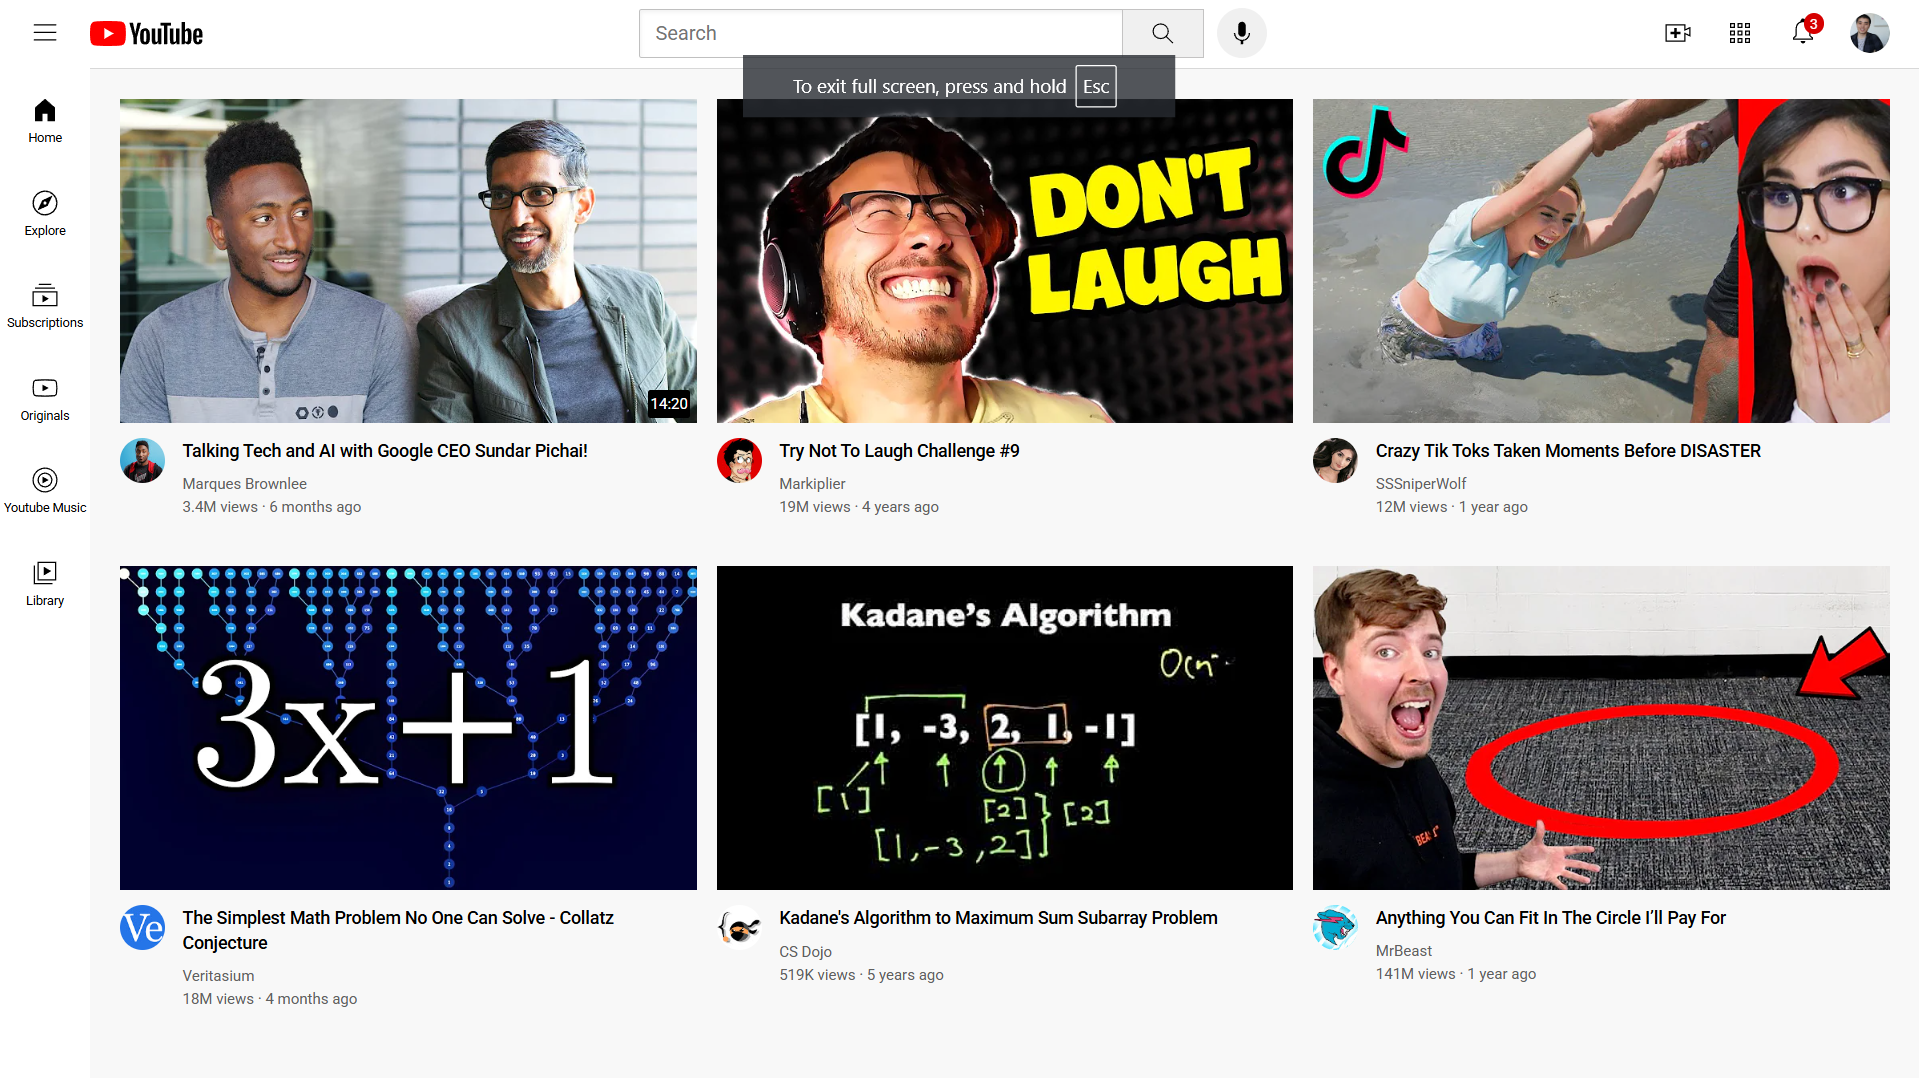 YouTube
Search
3
To exit full screen, press and hold Esc
Home
Explore
Subscriptions
Originals
Youtube Music
Library
14:20
DON'T
LAUGH
Talking Tech and AI with Google CEO Sundar Pichai!
Marques Brownlee
3.4M views · 6 months ago
Try Not To Laugh Challenge #9
Markiplier
19M views · 4 years ago
Crazy Tik Toks Taken Moments Before DISASTER
SSSniperWolf
12M views · 1 year ago
3x+1
Kadane's Algorithm
[1, -3, 2, 1, -1]
[1]
[2]
[2]
[1, -3, 2]
Ve
The Simplest Math Problem No One Can Solve - Collatz
Conjecture
Veritasium
18M views · 4 months ago
Kadane's Algorithm to Maximum Sum Subarray Problem
CS Dojo
519K views · 5 years ago
Anything You Can Fit In The Circle I’ll Pay For
MrBeast
141M views · 1 year ago